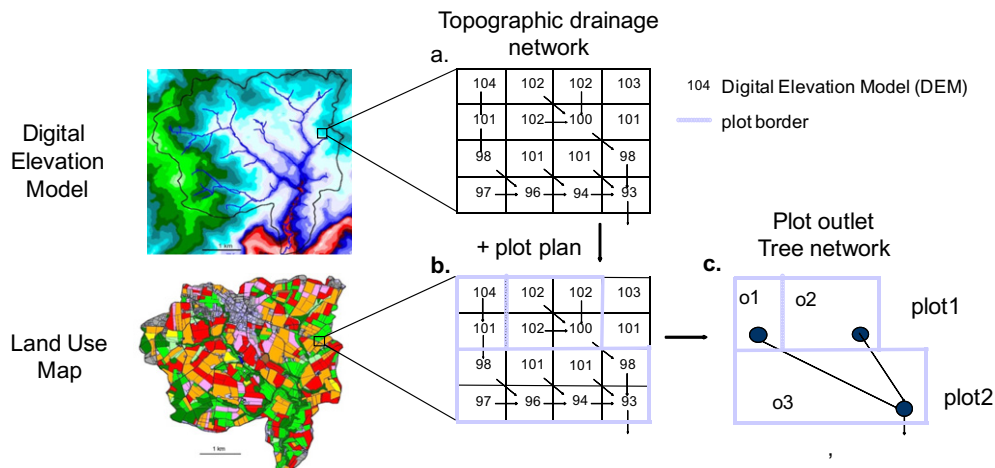 Topographic drainage
network
a.
104 102 102 103
101 102 100 101
98 101 101 98
97 96 94 93
104 Digital Elevation Model (DEM)
plot border
Digital
Elevation
Model
1 km
+ plot plan
Plot outlet
Tree network
b.
104 102 102 103
101 102 100 101
98 101 101 98
97 96 94 93
c.
o1 o2
plot1
o3
plot2
Land Use
Map
1 km
,